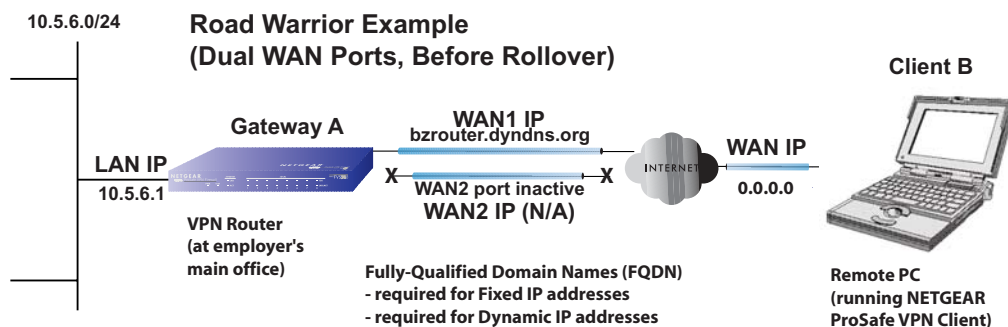 10.5.6.0/24
Road Warrior Example
(Dual WAN Ports, Before Rollover)
Client B
Gateway A
WAN1 IP
bzrouter.dyndns.org
WAN IP
INTERNET
NETGEAR
NETGEAR
LAN IP
10.5.6.1
X
X
WAN2 port inactive
WAN2 IP (N/A)
0.0.0.0
VPN Router
(at employer's
main office)
Fully-Qualified Domain Names (FQDN)
- required for Fixed IP addresses
- required for Dynamic IP addresses
Remote PC
(running NETGEAR
ProSafe VPN Client)